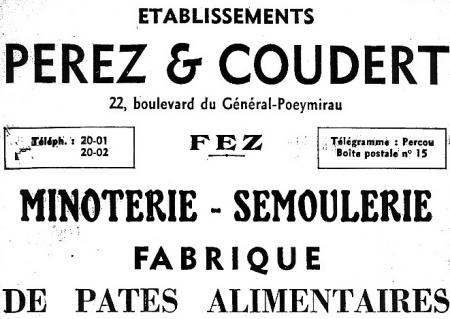 ETABLISSEMENTS
PEREZ & COUDERT
22, boulevard du Général-Poeymirau
Téléph. : 20-01
20-02
FEZ
Télégramme : Percou
Boîte postale n° 15
MINOTERIE - SEMOULERIE
FABRIQUE
DE PATES ALIMENTAIRES